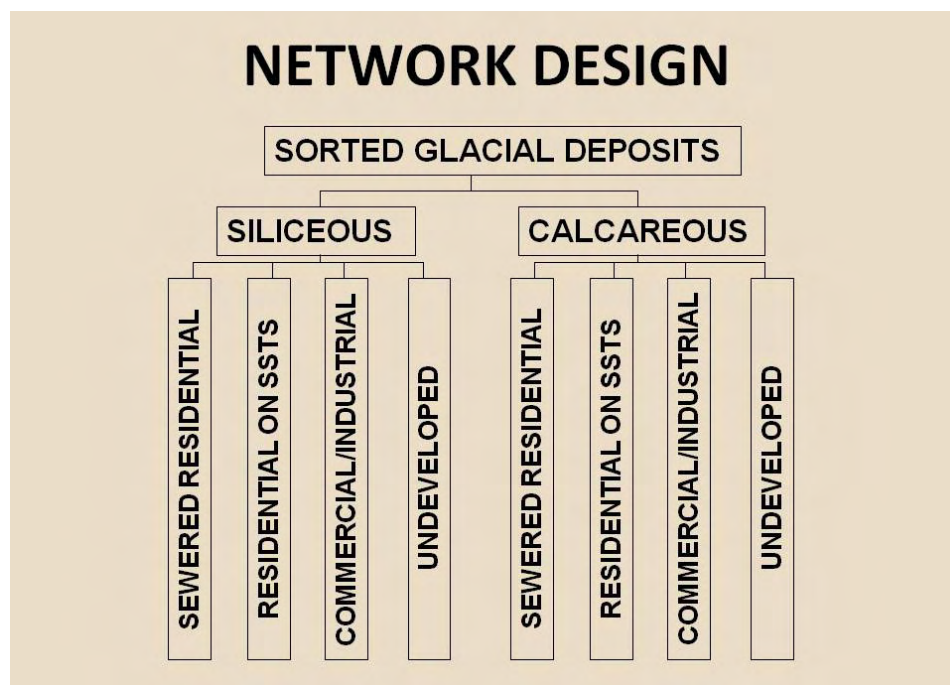 NETWORK DESIGN
SORTED GLACIAL DEPOSITS
SILICEOUS
CALCAREOUS
SEWERED RESIDENTIAL
RESIDENTIAL ON SSTS
COMMERCIAL/INDUSTRIAL
UNDEVELOPED
SEWERED RESIDENTIAL
RESIDENTIAL ON SSTS
COMMERCIAL/INDUSTRIAL
UNDEVELOPED